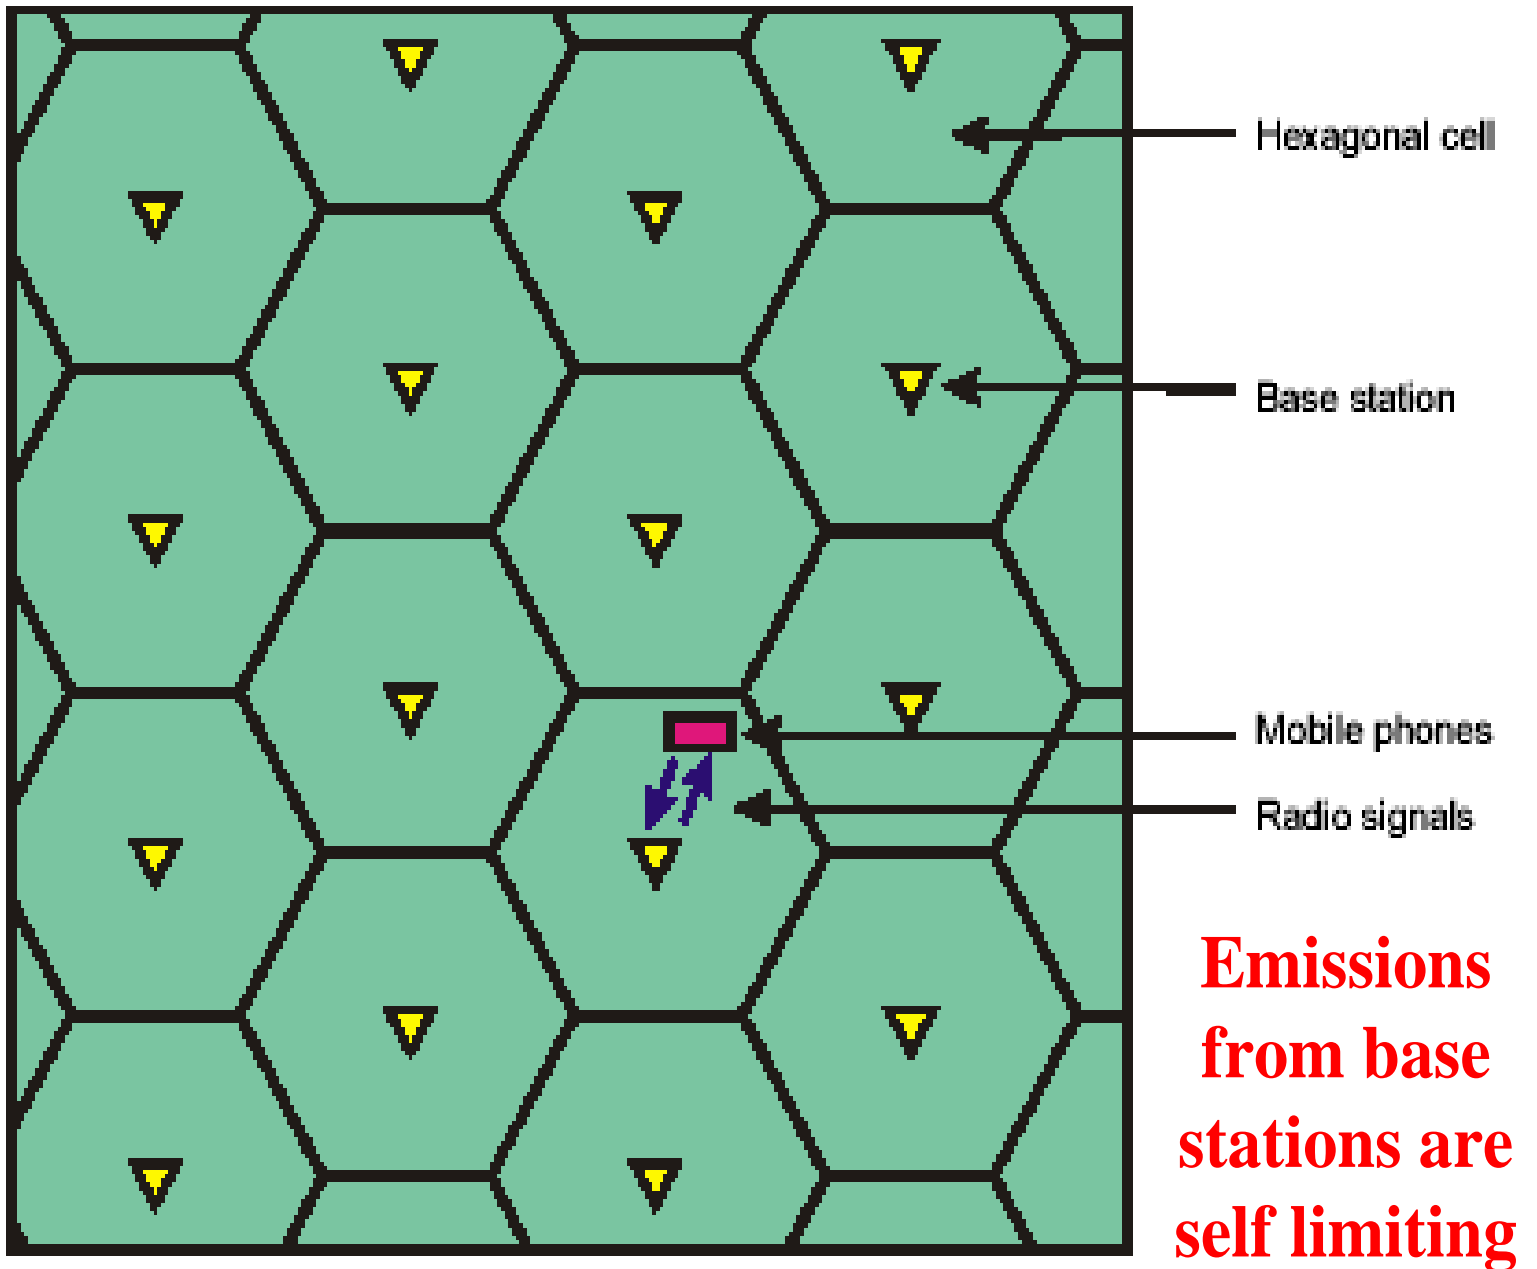 Hexagonal cell
Base station
Mobile phones
Radio signals
Emissions
from base
stations are
self limiting